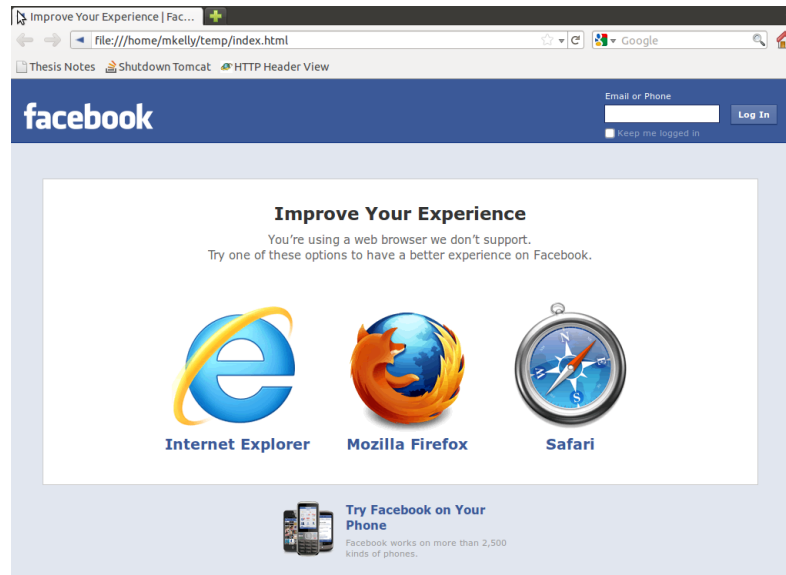 Improve Your Experience | Fac...
file:///home/mkelly/temp/index.html
Google
Thesis Notes Shutdown Tomcat HTTP Header View
facebook
Email or Phone
Log In
Keep me logged in
Improve Your Experience
You're using a web browser we don't support.
Try one of these options to have a better experience on Facebook.
N
E
W
S
Internet Explorer Mozilla Firefox Safari
Try Facebook on Your
Phone
Facebook works on more than 2,500
kinds of phones.